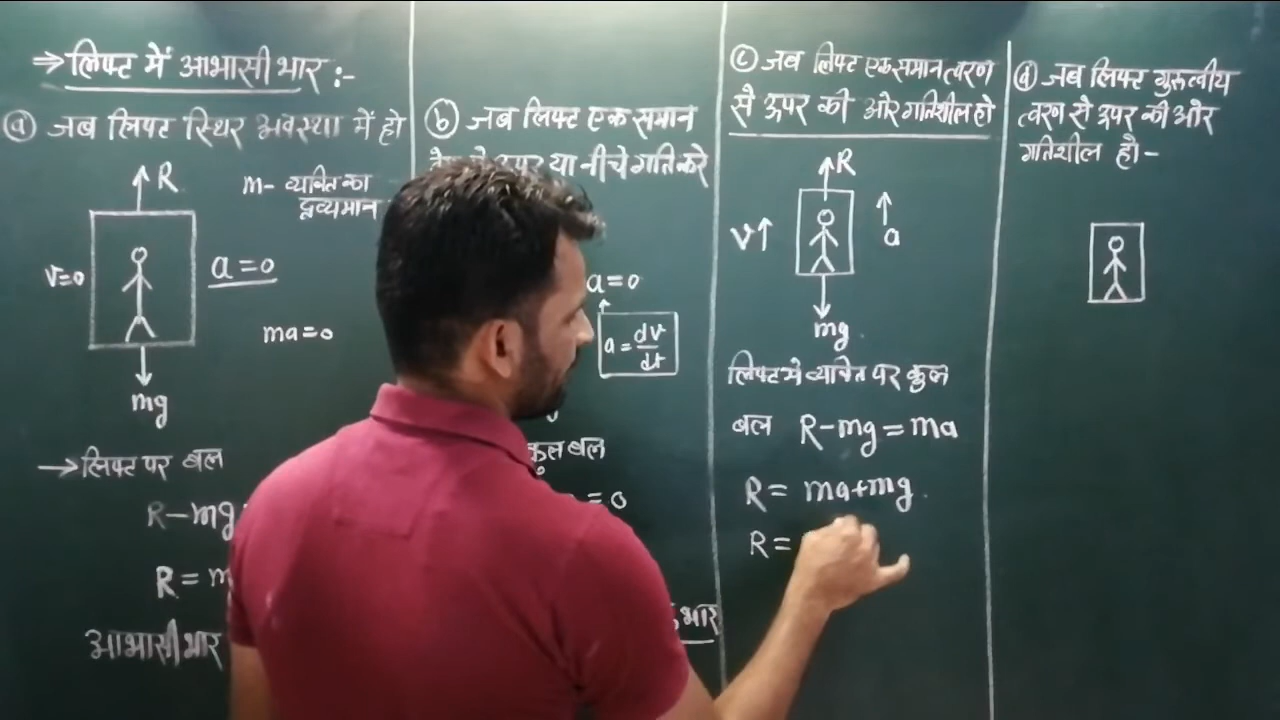 ⇒ लिफ्ट में आभासी भार :-
(a) जब लिफ्ट स्थिर अवस्था में हो
R
m- व्यक्ति का
द्रव्यमान
v=0
a=0
ma=0
mg
→ लिफ्ट पर बल
R-mg
R=m
आभासी भार
(b) जब लिफ्ट एक समान
ऊपर या नीचे गति करे
a=0
a = dv/dt
कुल बल
=0
भार
(c) जब लिफ्ट एक समान त्वरण
से ऊपर की ओर गतिशील हो
R
v↑
↑
a
mg
लिफ्ट में व्यक्ति पर कुल
बल R-mg=ma
R= ma+mg
R=
(d) जब लिफ्ट गुरुत्वीय
त्वरण से ऊपर की ओर
गतिशील हो -